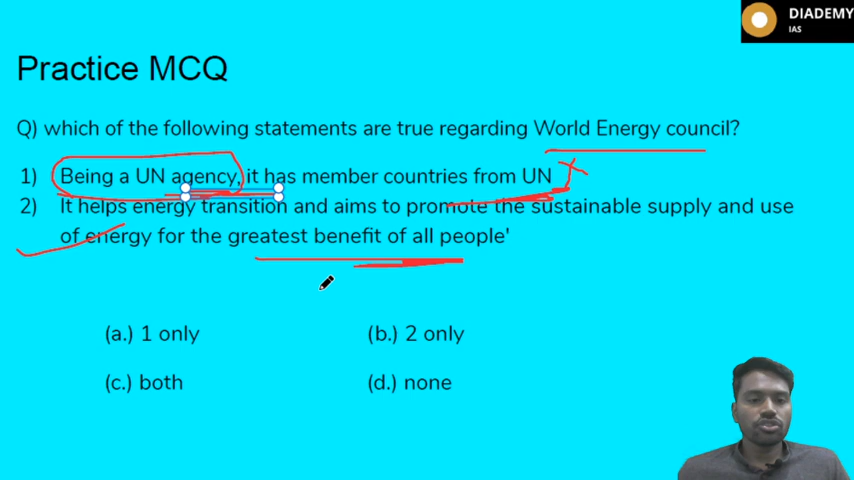 DIADEMY
IAS
Practice MCQ
Q) which of the following statements are true regarding World Energy council?
1) Being a UN agency, it has member countries from UN
2) It helps energy transition and aims to promote the sustainable supply and use
of energy for the greatest benefit of all people'
(a.) 1 only (b.) 2 only
(c.) both (d.) none